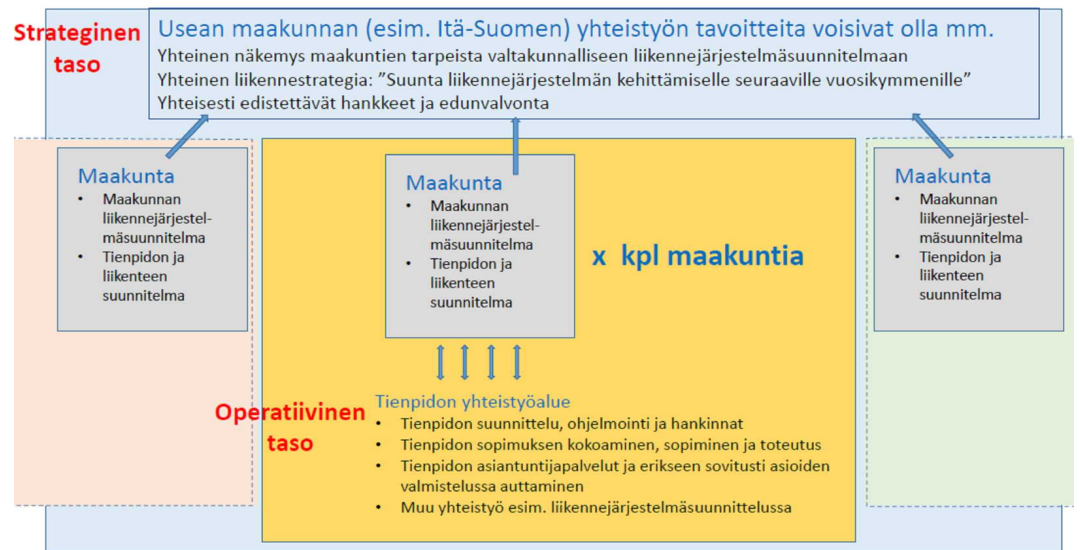 Strateginen
taso
Usean maakunnan (esim. Itä-Suomen) yhteistyön tavoitteita voisivat olla mm.
Yhteinen näkemys maakuntien tarpeista valtakunnalliseen liikennejärjestelmäsuunnitelmaan
Yhteinen liikennestrategia: ”Suunta liikennejärjestelmän kehittämiselle seuraaville vuosikymmenille”
Yhteisesti edistettävät hankkeet ja edunvalvonta
Maakunta
• Maakunnan
liikennejärjestel-
mäsuunnitelma
• Tienpidon ja
liikenteen
suunnitelma
Maakunta
• Maakunnan
liikennejärjestel-
mäsuunnitelma
• Tienpidon ja
liikenteen
suunnitelma
x kpl maakuntia
Maakunta
• Maakunnan
liikennejärjestel-
mäsuunnitelma
• Tienpidon ja
liikenteen
suunnitelma
Operatiivinen
taso
Tienpidon yhteistyöalue
• Tienpidon suunnittelu, ohjelmointi ja hankinnat
• Tienpidon sopimuksen kokoaminen, sopiminen ja toteutus
• Tienpidon asiantuntijapalvelut ja erikseen sovitusti asioiden
valmistelussa auttaminen
• Muu yhteistyö esim. liikennejärjestelmäsuunnittelussa